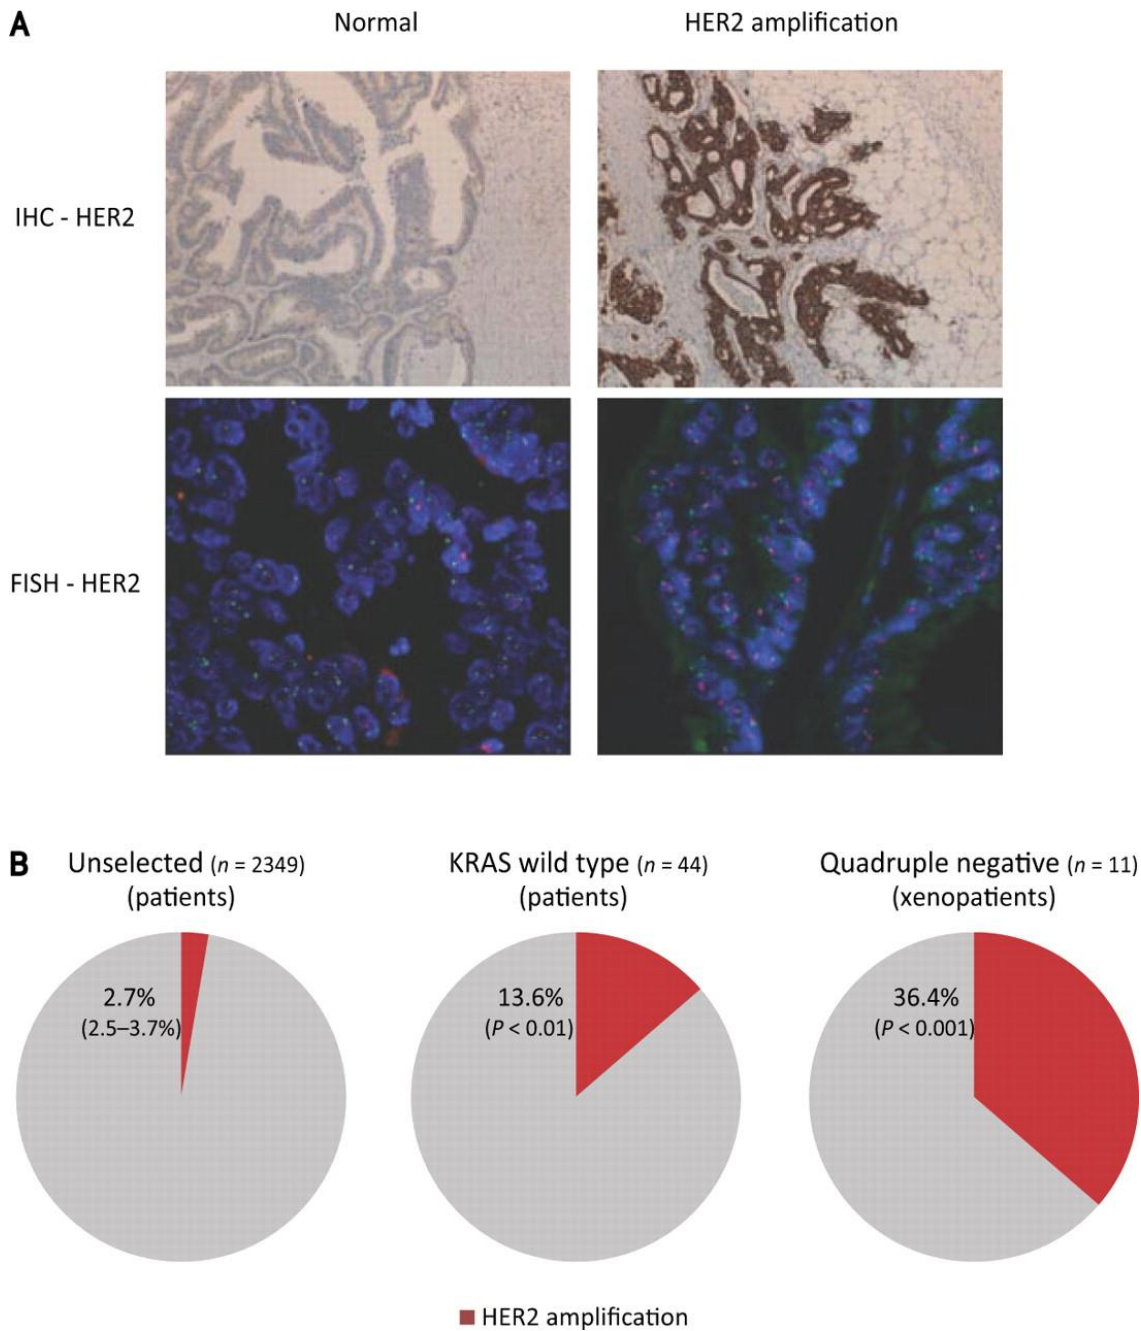 A
Normal
HER2 amplification
IHC - HER2
FISH - HER2
B
Unselected (n = 2349)
(patients)
2.7%
(2.5–3.7%)
KRAS wild type (n = 44)
(patients)
13.6%
(P < 0.01)
Quadruple negative (n = 11)
(xenopatients)
36.4%
(P < 0.001)
HER2 amplification